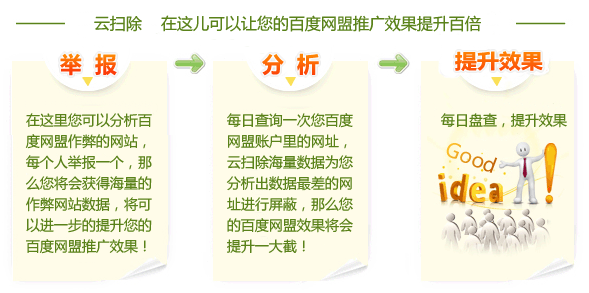 云扫除 在这儿可以让您的百度网盟推广效果提升百倍
举报
分析
提升效果
在这里您可以分析百
度网盟作弊的网站，
每个人举报一个，那
么您将会获得海量的
作弊网站数据，将可
以进一步的提升您的
百度网盟推广效果！
每日查询一次您百度
网盟账户里的网址，
云扫除海量数据为您
分析出数据最差的网
址进行屏蔽，那么您
的百度网盟效果将会
提升一大截！
每日盘查，提升效果
Good
idea
!